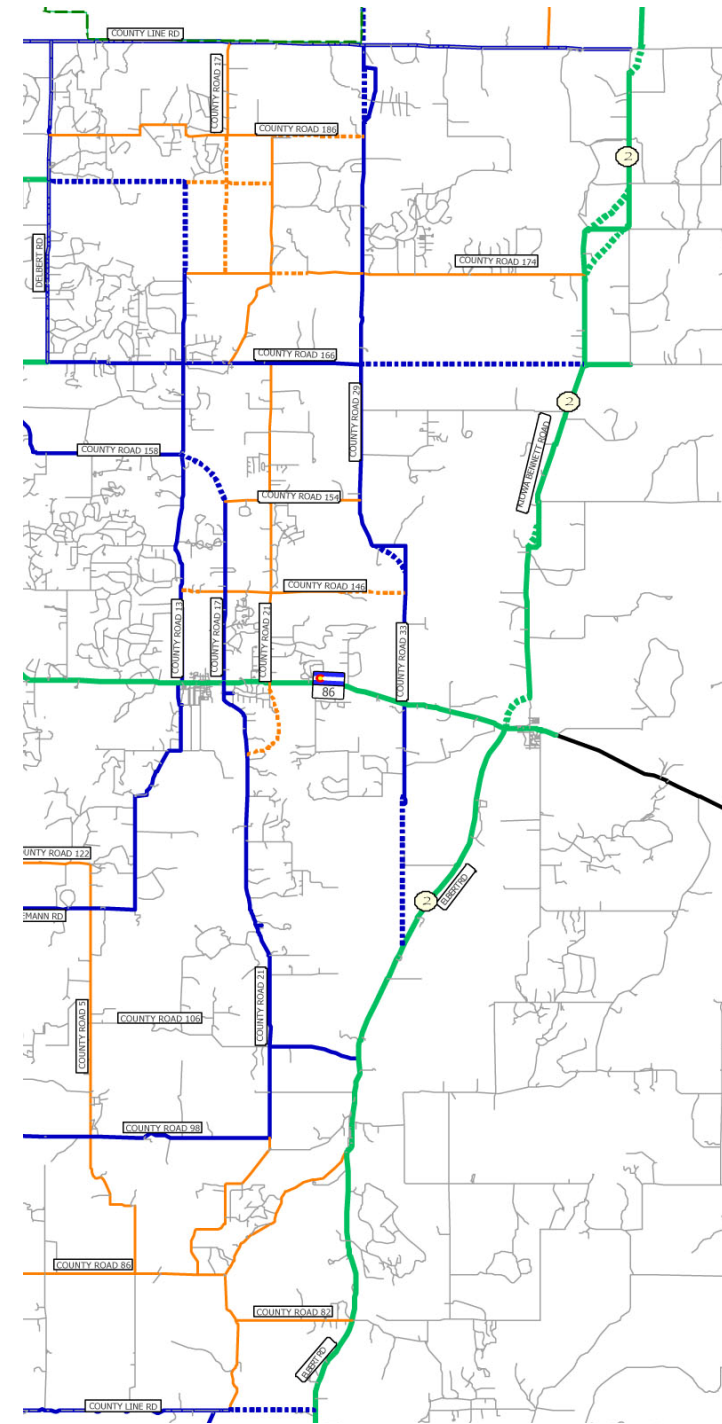 COUNTY LINE RD
COUNTY ROAD 17
COUNTY ROAD 186
2
DELBERT RD
COUNTY ROAD 174
COUNTY ROAD 166
COUNTY ROAD 29
2
KIOWA BENNETT ROAD
COUNTY ROAD 158
COUNTY ROAD 154
COUNTY ROAD 146
COUNTY ROAD 13
COUNTY ROAD 17
COUNTY ROAD 21
COUNTY ROAD 33
86
UNTY ROAD 122
2
ELBERT RD
EMANN RD
COUNTY ROAD 21
COUNTY ROAD 5
COUNTY ROAD 106
COUNTY ROAD 98
COUNTY ROAD 86
COUNTY ROAD 82
ELBERT RD
COUNTY LINE RD